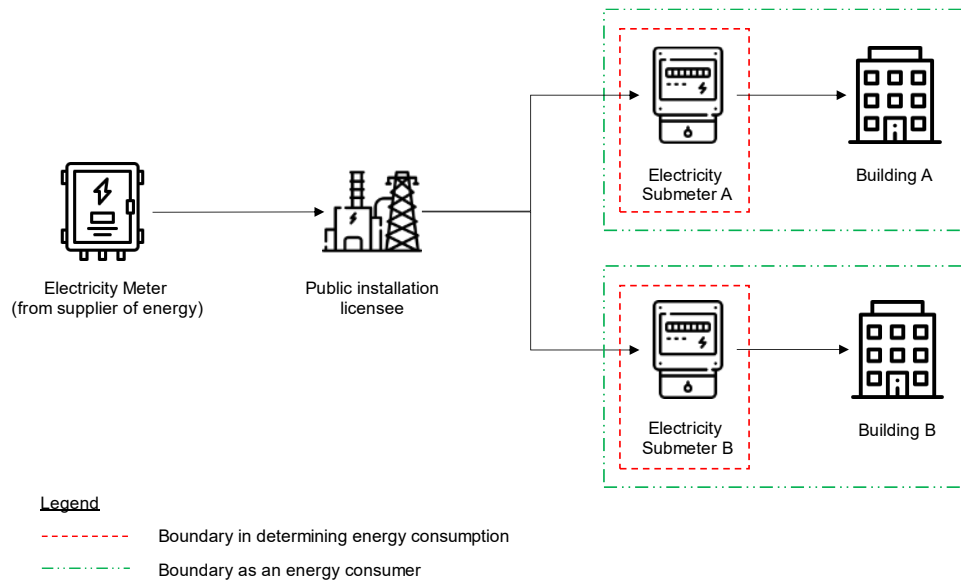 Electricity
Submeter A
Building A
Electricity Meter
(from supplier of energy)
Public installation
licensee
Electricity
Submeter B
Building B
Legend
Boundary in determining energy consumption
Boundary as an energy consumer